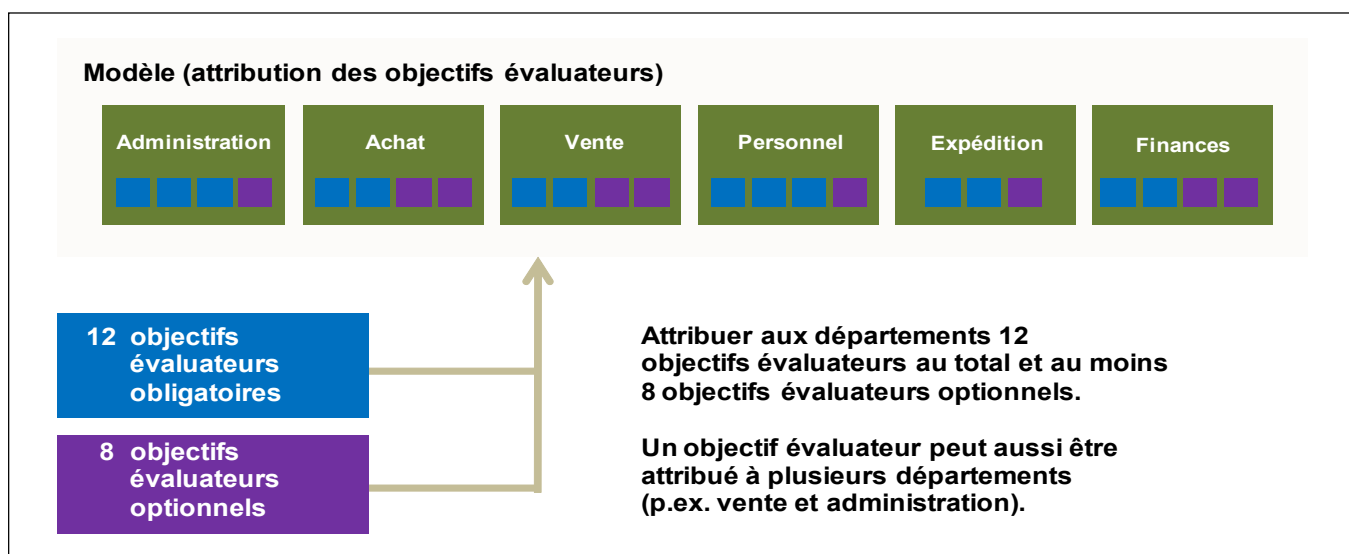 Modèle (attribution des objectifs évaluateurs)
Administration
Achat
Vente
Personnel
Expédition
Finances
12 objectifs
évaluateurs
obligatoires
8 objectifs
évaluateurs
optionnels
Attribuer aux départements 12
objectifs évaluateurs au total et au moins
8 objectifs évaluateurs optionnels.
Un objectif évaluateur peut aussi être
attribué à plusieurs départements
(p.ex. vente et administration).